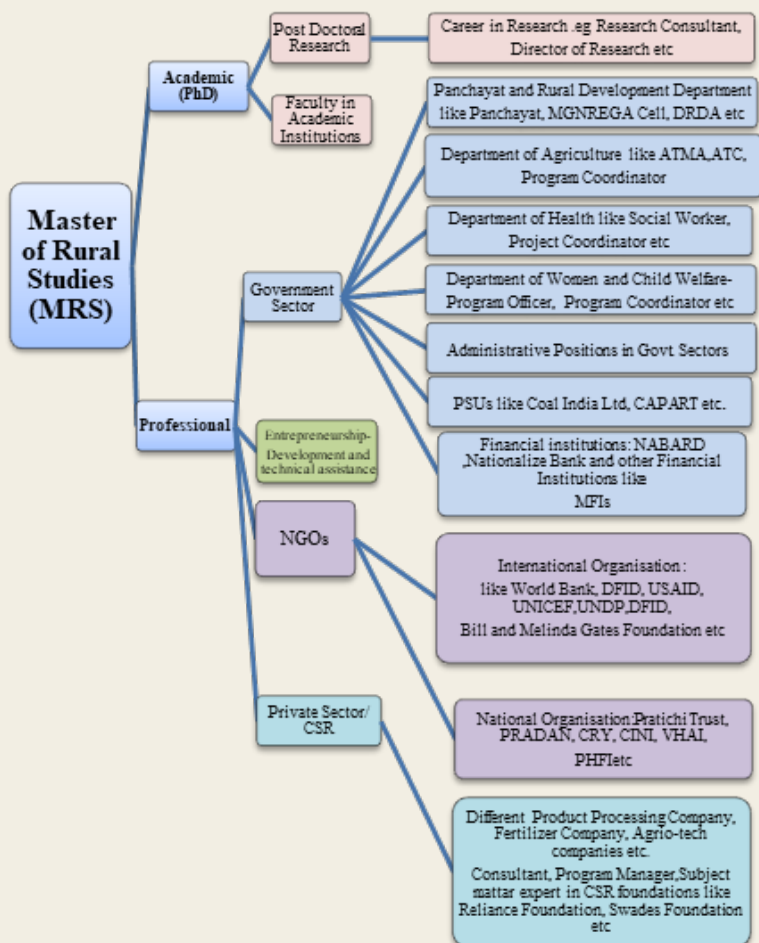 Master
of Rural
Studies
(MRS)
Academic
(PhD)
Post Doctoral
Research
Career in Research .eg Research Consultant,
Director of Research etc
Faculty in
Academic
Institutions
Professional
Government
Sector
Panchayat and Rural Development Department
like Panchayat, MGNREGA Cell, DRDA etc
Department of Agriculture like ATMA,ATC,
Program Coordinator
Department of Health like Social Worker,
Project Coordinator etc
Department of Women and Child Welfare-
Program Officer, Program Coordinator etc
Administrative Positions in Govt. Sectors
PSUs like Coal India Ltd, CAPART etc.
Financial institutions: NABARD
,Nationalize Bank and other Financial
Institutions like
MFIs
Entrepreneurship-
Development and
technical assistance
NGOs
International Organisation :
like World Bank, DFID, USAID,
UNICEF,UNDP,DFID,
Bill and Melinda Gates Foundation etc
National Organisation:Pratichi Trust,
PRADAN, CRY, CINI, VHAI,
PHFIetc
Private Sector/
CSR
Different Product Processing Company,
Fertilizer Company, Agrio-tech
companies etc.
Consultant, Program Manager,Subject
mattar expert in CSR foundations like
Reliance Foundation, Swades Foundation
etc